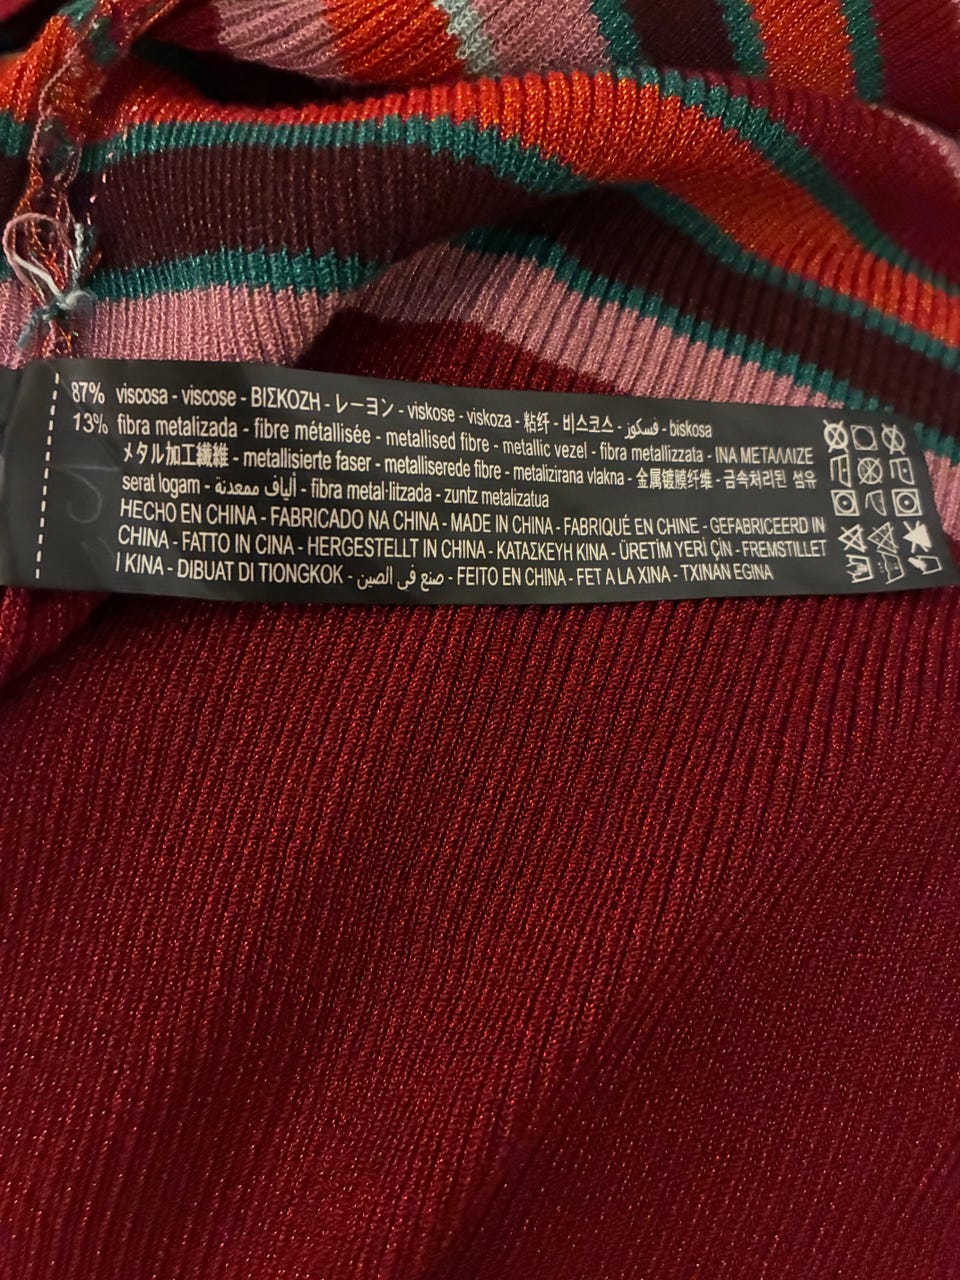 87% viscosa - viscose - ΒΙΣΚΟΖΗ - レーヨン - viskose - viskoza - 粘纤 - 비스코스 - فسكوز - biskosa
13% fibra metalizada - fibre métallisée - metallised fibre - metallic vezel - fibra metallizzata - ΙΝΑ ΜΕΤΑΛΛΙΖΕ
メタル加工繊維 - metallisierte faser - metalliserede fibre - metalizirana vlakna - 金属镀膜纤维 - 금속처리된 섬유
serat logam - ألياف ممعدنة - fibra metal·litzada - zuntz metalizatua
HECHO EN CHINA - FABRICADO NA CHINA - MADE IN CHINA - FABRIQUÉ EN CHINE - GEFABRICEERD IN
CHINA - FATTO IN CINA - HERGESTELLT IN CHINA - ΚΑΤΑΣΚΕΥΗ ΚΙΝΑ - ÜRETİM YERİ ÇİN - FREMSTILLET
I KINA - DIBUAT DI TIONGKOK - صنع في الصين - FEITO EN CHINA - FET A LA XINA - TXINAN EGINA